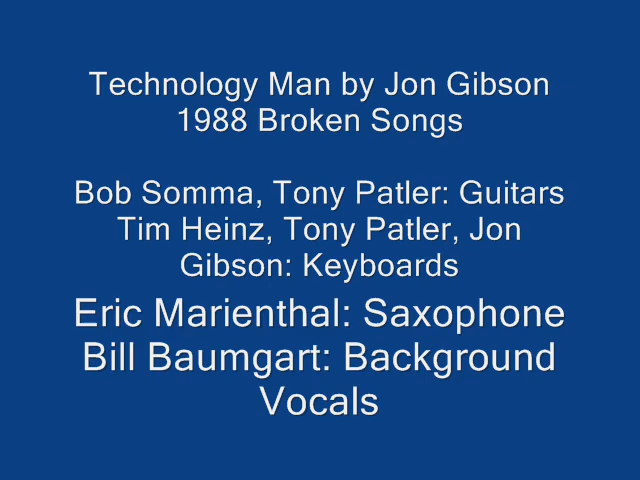 Technology Man by Jon Gibson
1988 Broken Songs
Bob Somma, Tony Patler: Guitars
Tim Heinz, Tony Patler, Jon
Gibson: Keyboards
Eric Marienthal: Saxophone
Bill Baumgart: Background
Vocals